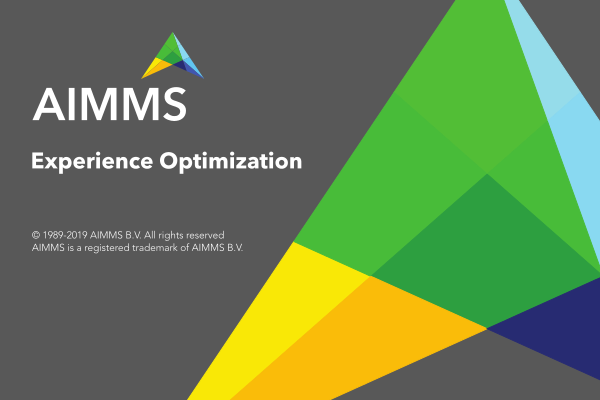 AIMMS
Experience Optimization
© 1989-2019 AIMMS B.V. All rights reserved
AIMMS is a registered trademark of AIMMS B.V.